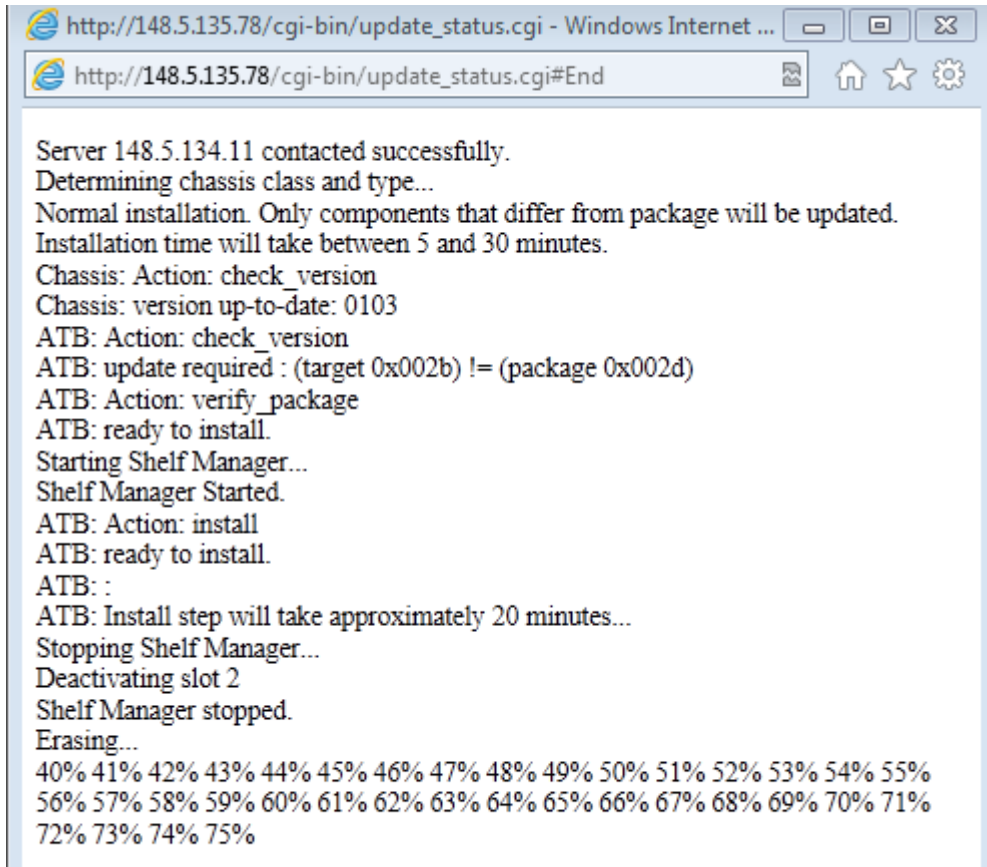 http://148.5.135.78/cgi-bin/update_status.cgi - Windows Internet ...
http://148.5.135.78/cgi-bin/update_status.cgi#End
Server 148.5.134.11 contacted successfully.
Determining chassis class and type...
Normal installation. Only components that differ from package will be updated.
Installation time will take between 5 and 30 minutes.
Chassis: Action: check_version
Chassis: version up-to-date: 0103
ATB: Action: check_version
ATB: update required : (target 0x002b) != (package 0x002d)
ATB: Action: verify_package
ATB: ready to install.
Starting Shelf Manager...
Shelf Manager Started.
ATB: Action: install
ATB: ready to install.
ATB: :
ATB: Install step will take approximately 20 minutes...
Stopping Shelf Manager...
Deactivating slot 2
Shelf Manager stopped.
Erasing...
40% 41% 42% 43% 44% 45% 46% 47% 48% 49% 50% 51% 52% 53% 54% 55%
56% 57% 58% 59% 60% 61% 62% 63% 64% 65% 66% 67% 68% 69% 70% 71%
72% 73% 74% 75%